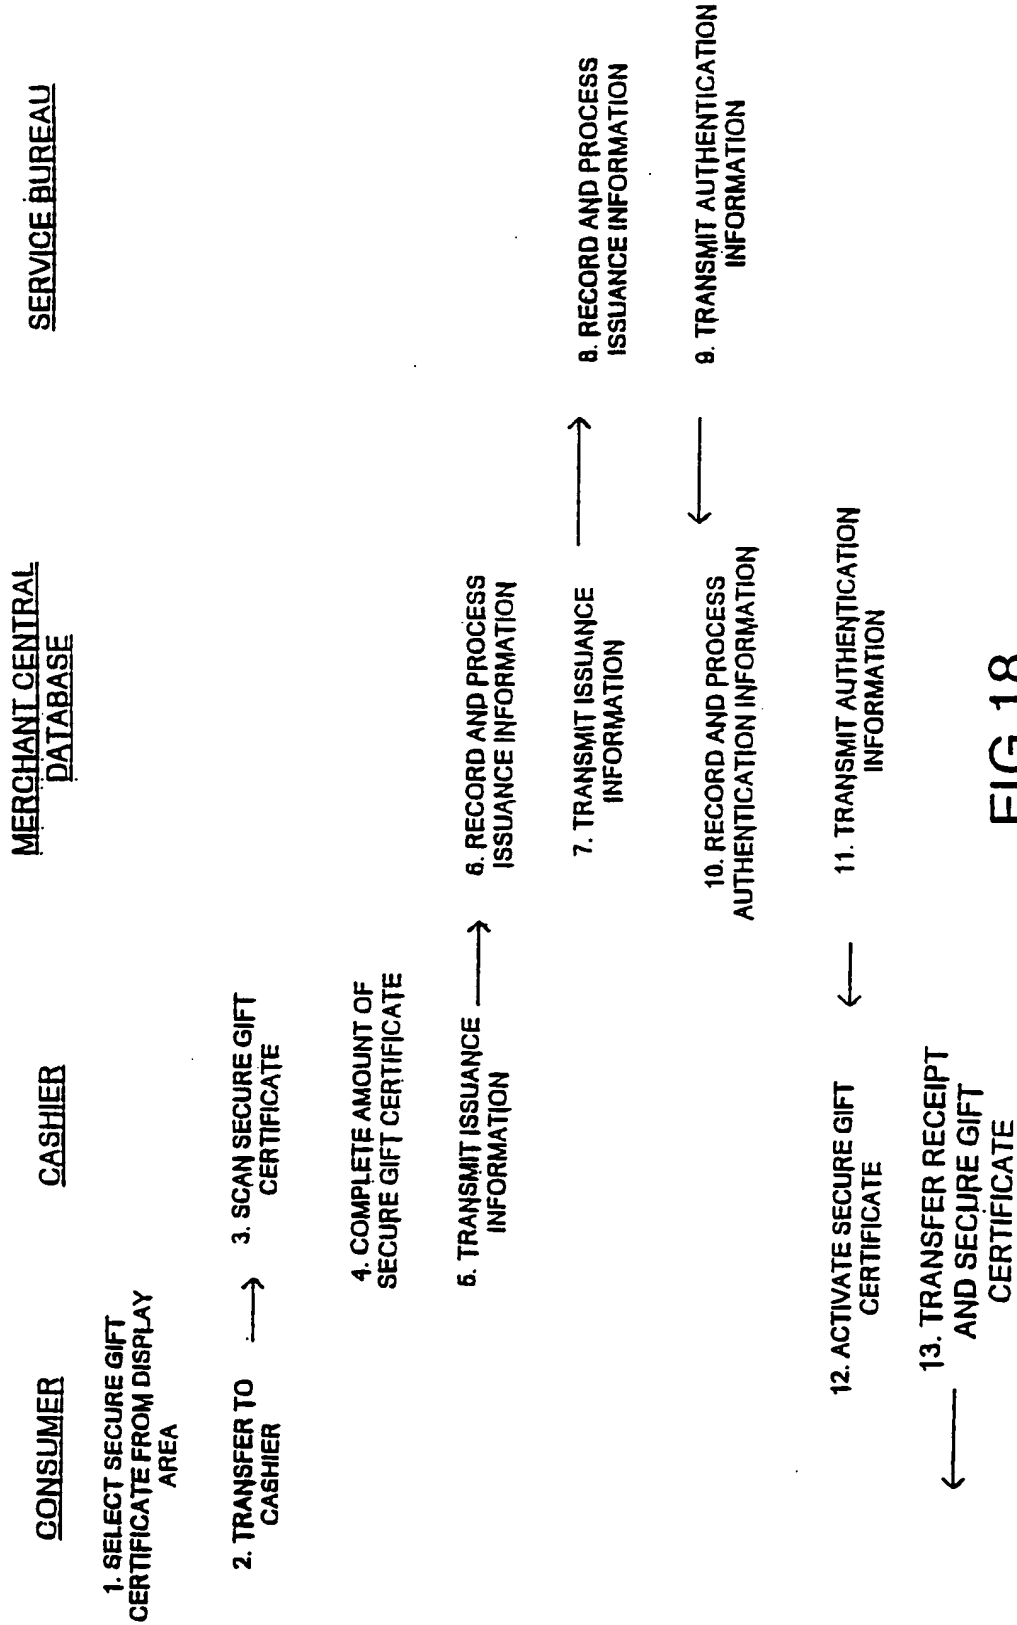 CONSUMER
CASHIER
MERCHANT CENTRAL
DATABASE
SERVICE BUREAU
1. SELECT SECURE GIFT
CERTIFICATE FROM DISPLAY
AREA
2. TRANSFER TO
CASHIER
3. SCAN SECURE GIFT
CERTIFICATE
4. COMPLETE AMOUNT OF
SECURE GIFT CERTIFICATE
5. TRANSMIT ISSUANCE
INFORMATION
6. RECORD AND PROCESS
ISSUANCE INFORMATION
7. TRANSMIT ISSUANCE
INFORMATION
8. RECORD AND PROCESS
ISSUANCE INFORMATION
9. TRANSMIT AUTHENTICATION
INFORMATION
10. RECORD AND PROCESS
AUTHENTICATION INFORMATION
11. TRANSMIT AUTHENTICATION
INFORMATION
12. ACTIVATE SECURE GIFT
CERTIFICATE
13. TRANSFER RECEIPT
AND SECURE GIFT
CERTIFICATE
FIG 18